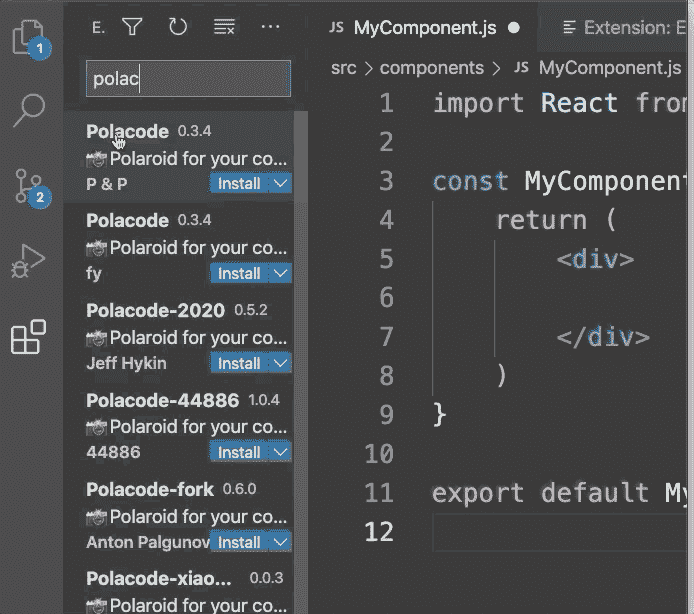 1
2
E.
polac
Polacode 0.3.4
Polaroid for your co...
P & P Install
Polacode 0.3.4
Polaroid for your co...
fy Install
Polacode-2020 0.5.2
Polaroid for your co...
Jeff Hykin Install
Polacode-44886 1.0.4
Polaroid for your co...
44886 Install
Polacode-fork 0.6.0
Polaroid for your co...
Anton Palgunov Install
Polacode-xiao... 0.0.3
Polaroid for your co...
JS MyComponent.js Extension: E
src > components > JS MyComponent.js
1 import React from
2
3 const MyComponent
4 return (
5 <div>
6
7 </div>
8 )
9 }
10
11 export default My
12